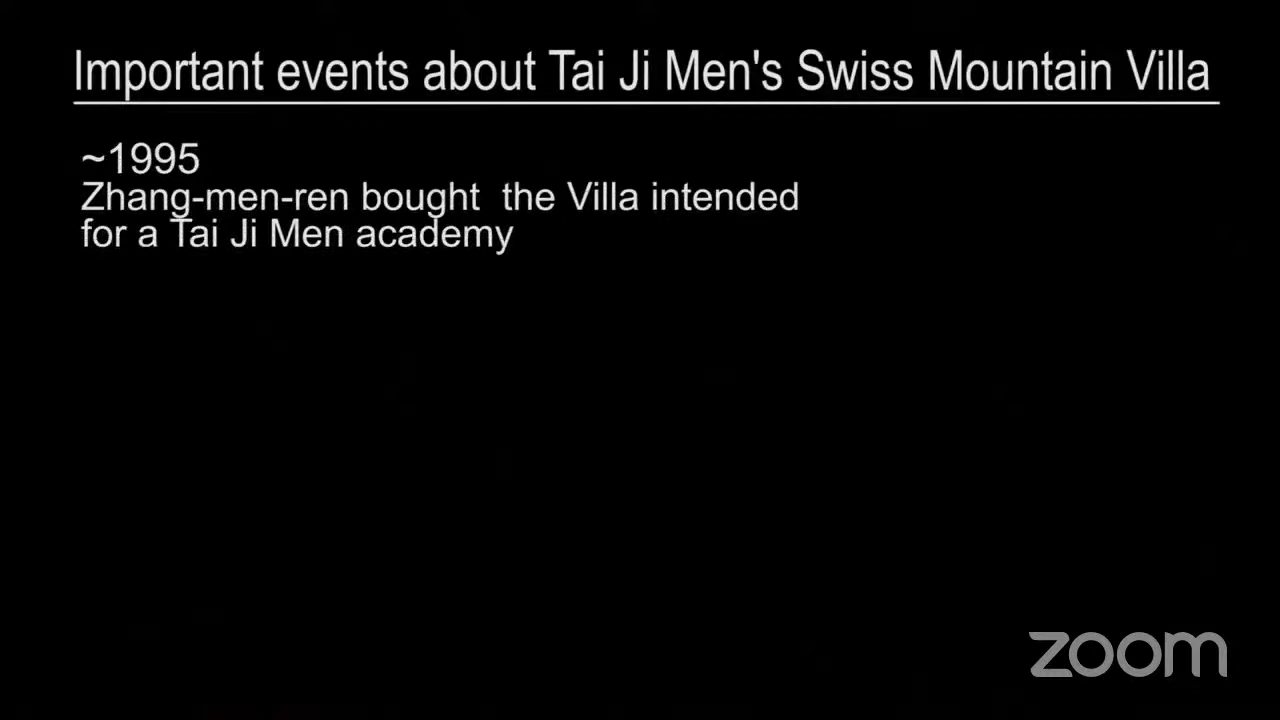 Important events about Tai Ji Men's Swiss Mountain Villa
~1995
Zhang-men-ren bought  the Villa intended
for a Tai Ji Men academy
zoom